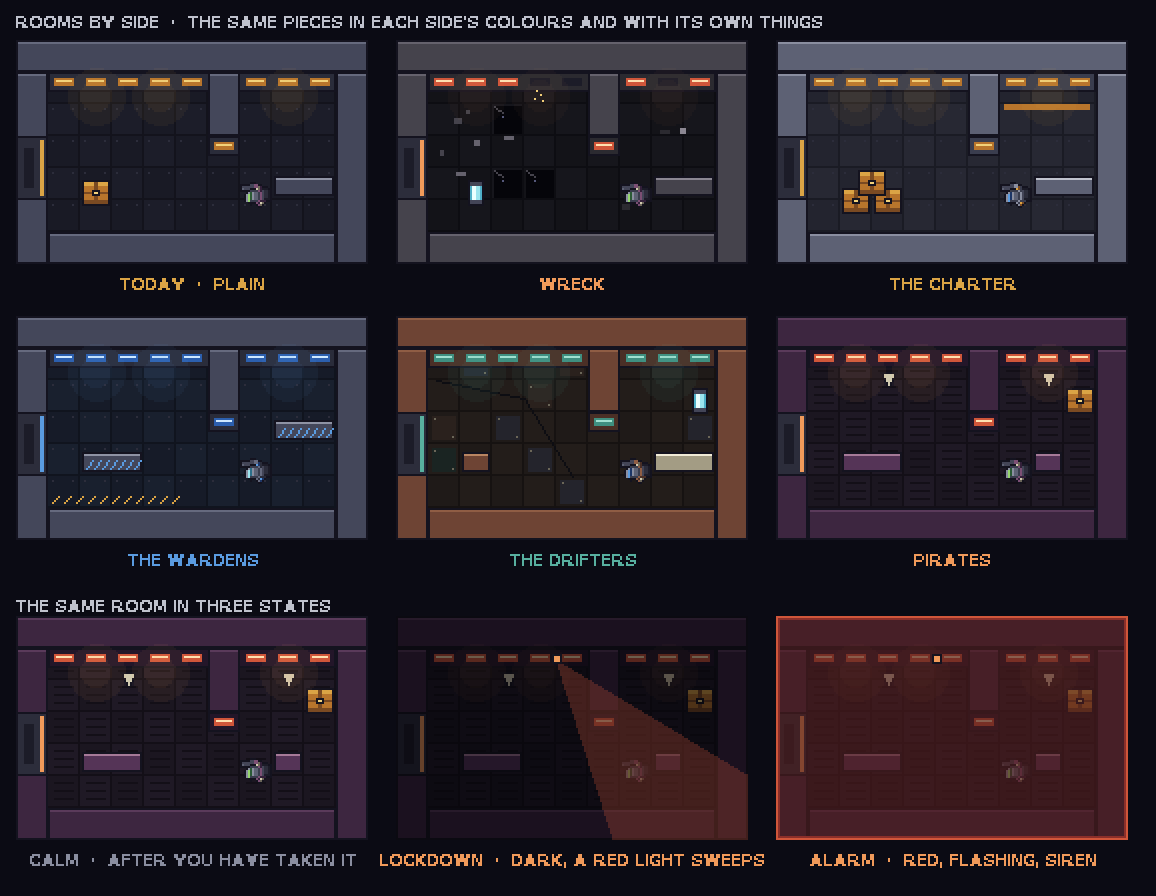 ROOMS BY SIDE · THE SAME PIECES IN EACH SIDE'S COLOURS AND WITH ITS OWN THINGS
TODAY · PLAIN
WRECK
THE CHARTER
THE WARDENS
THE DRIFTERS
PIRATES
THE SAME ROOM IN THREE STATES
CALM · AFTER YOU HAVE TAKEN IT
LOCKDOWN · DARK, A RED LIGHT SWEEPS
ALARM · RED, FLASHING, SIREN